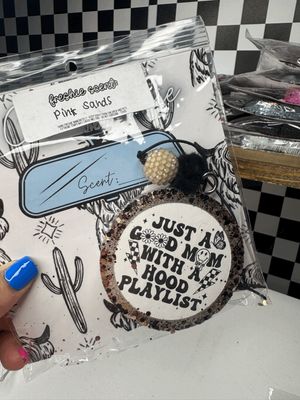 freshie scent:
Pink Sands
Scent:
JUST A
GOOD MOM
WITH A
HOOD
PLAYLIST